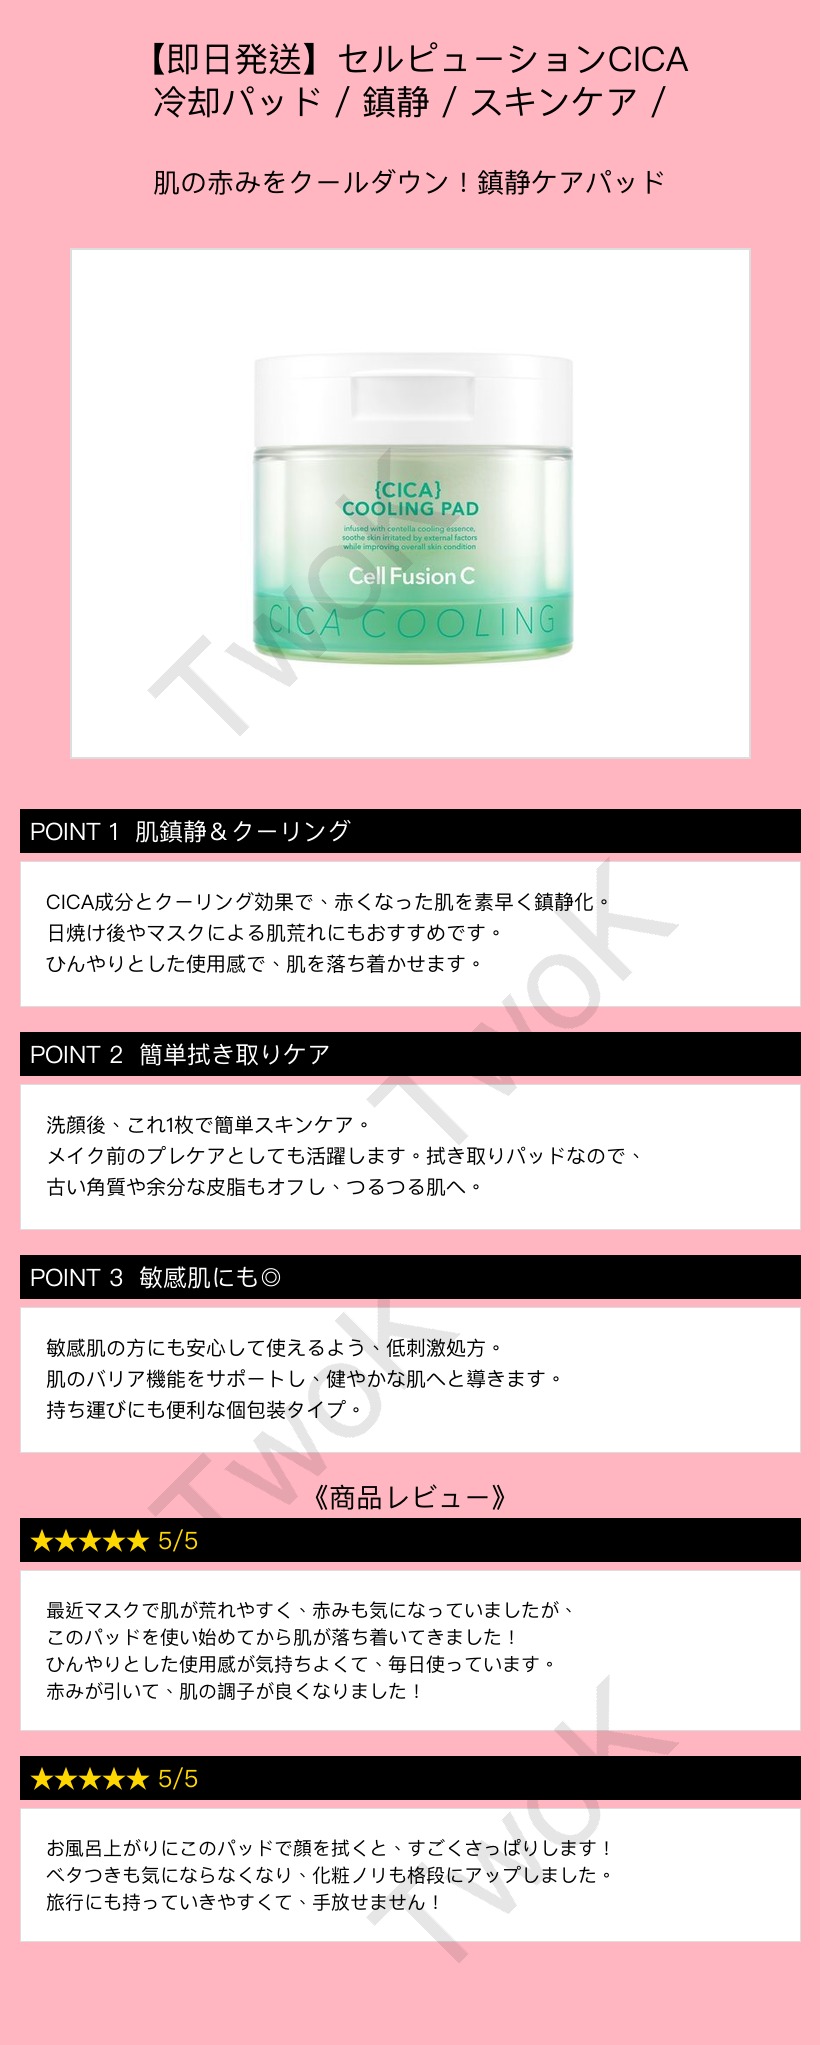 【即日発送】セルピューションCICA
冷却パッド / 鎮静 / スキンケア /
肌の赤みをクールダウン！鎮静ケアパッド
{CICA}
COOLING PAD
infused with centella cooling essence,
soothe skin irritated by external factors
while improving overall skin condition
Cell Fusion C
CICA COOLING
TwoK
POINT 1 肌鎮静＆クーリング
CICA成分とクーリング効果で、赤くなった肌を素早く鎮静化。
日焼け後やマスクによる肌荒れにもおすすめです。
ひんやりとした使用感で、肌を落ち着かせます。
TwoK
POINT 2 簡単拭き取りケア
洗顔後、これ1枚で簡単スキンケア。
メイク前のプレケアとしても活躍します。拭き取りパッドなので、
古い角質や余分な皮脂もオフし、つるつる肌へ。
POINT 3 敏感肌にも◎
敏感肌の方にも安心して使えるよう、低刺激処方。
肌のバリア機能をサポートし、健やかな肌へと導きます。
持ち運びにも便利な個包装タイプ。
TwoK
《商品レビュー》
★★★★★ 5/5
最近マスクで肌が荒れやすく、赤みも気になっていましたが、
このパッドを使い始めてから肌が落ち着いてきました！
ひんやりとした使用感が気持ちよくて、毎日使っています。
赤みが引いて、肌の調子が良くなりました！
★★★★★ 5/5
お風呂上がりにこのパッドで顔を拭くと、すごくさっぱりします！
ベタつきも気にならなくなり、化粧ノリも格段にアップしました。
旅行にも持っていきやすくて、手放せません！
TwoK